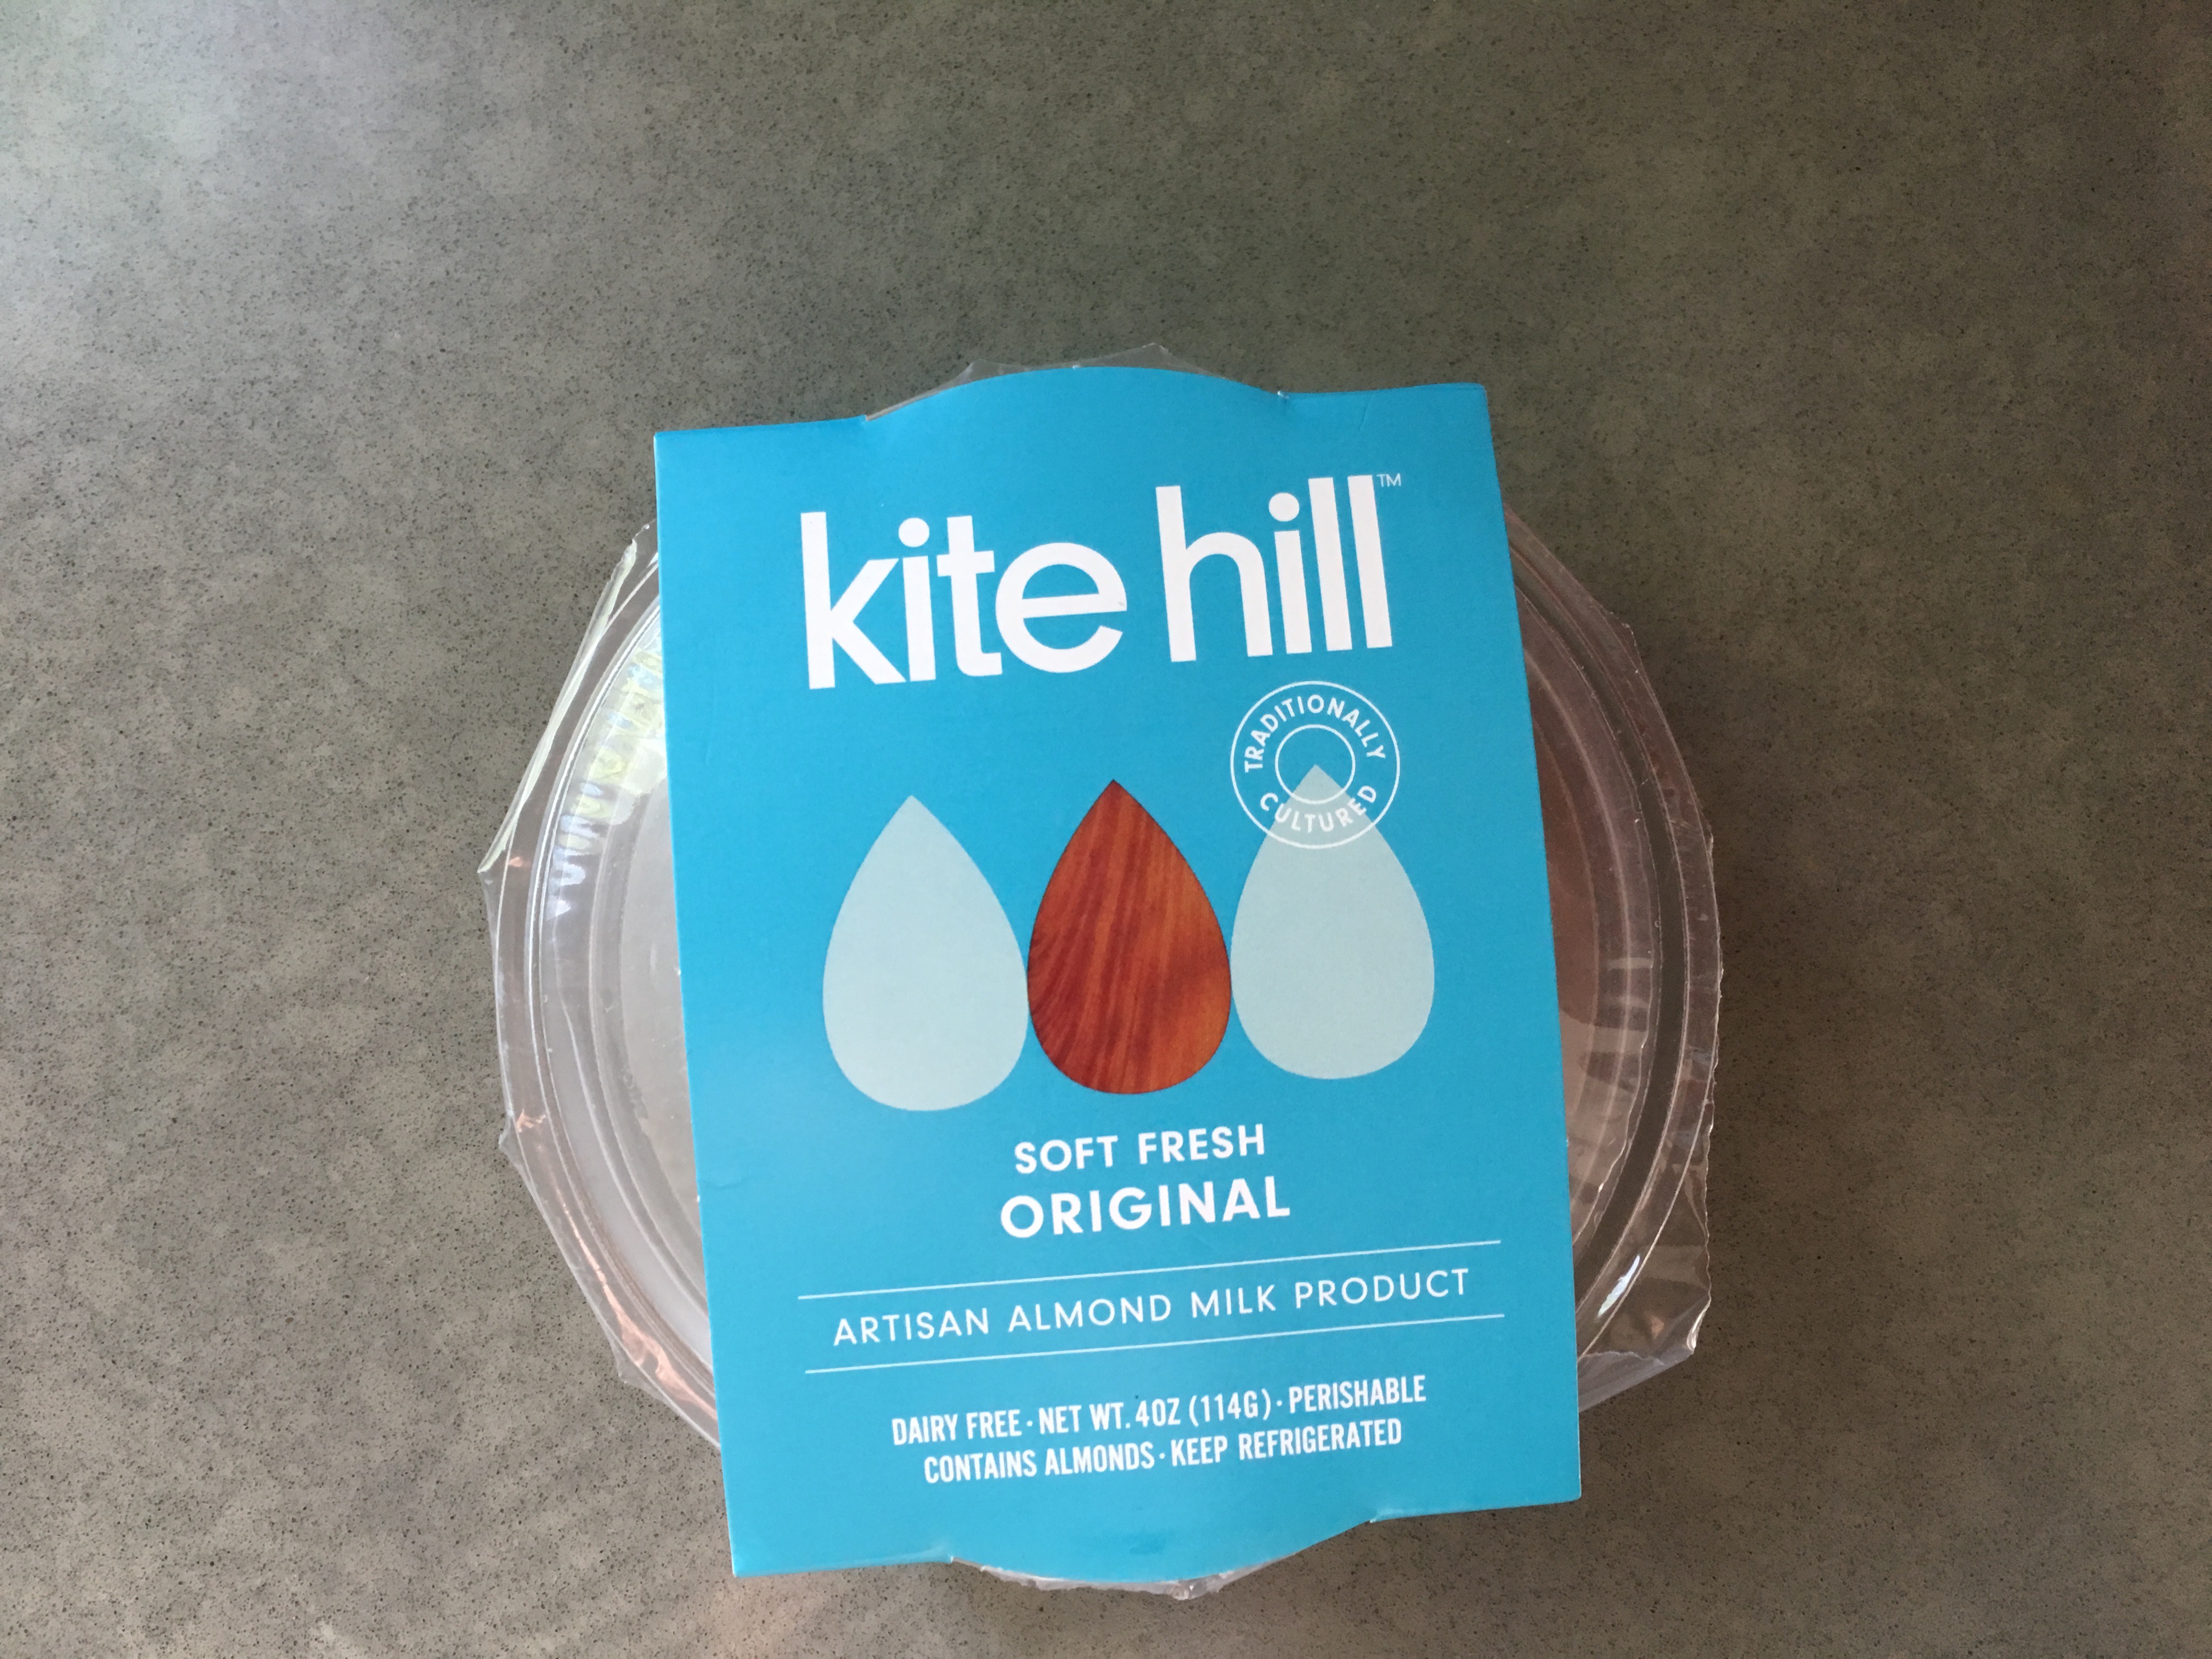 kite hill™
TRADITIONALLY
CULTURED
SOFT FRESH
ORIGINAL
ARTISAN ALMOND MILK PRODUCT
DAIRY FREE · NET WT. 4OZ (114G) · PERISHABLE
CONTAINS ALMONDS · KEEP REFRIGERATED